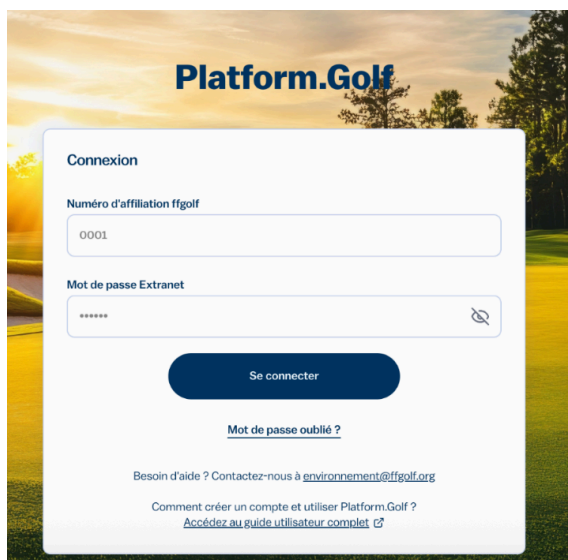 Platform.Golf
Connexion
Numéro d'affiliation ffgolf
0001
Mot de passe Extranet
••••••
Se connecter
Mot de passe oublié ?
Besoin d'aide ? Contactez-nous à environnement@ffgolf.org
Comment créer un compte et utiliser Platform.Golf ?
Accédez au guide utilisateur complet